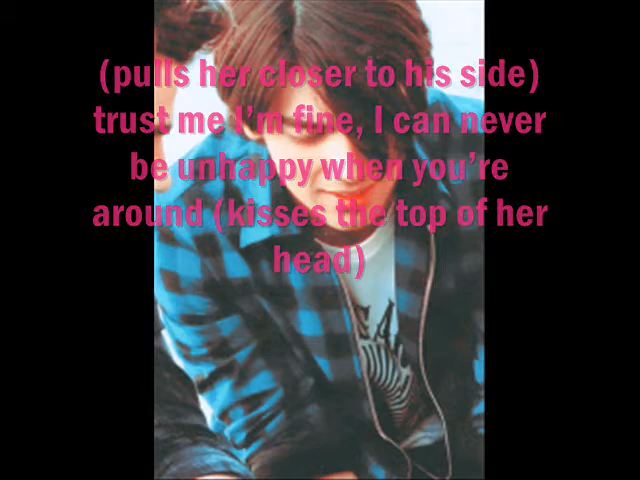 (pulls her closer to his side)
trust me I'm fine, I can never
be unhappy when you're
around (kisses the top of her
head)